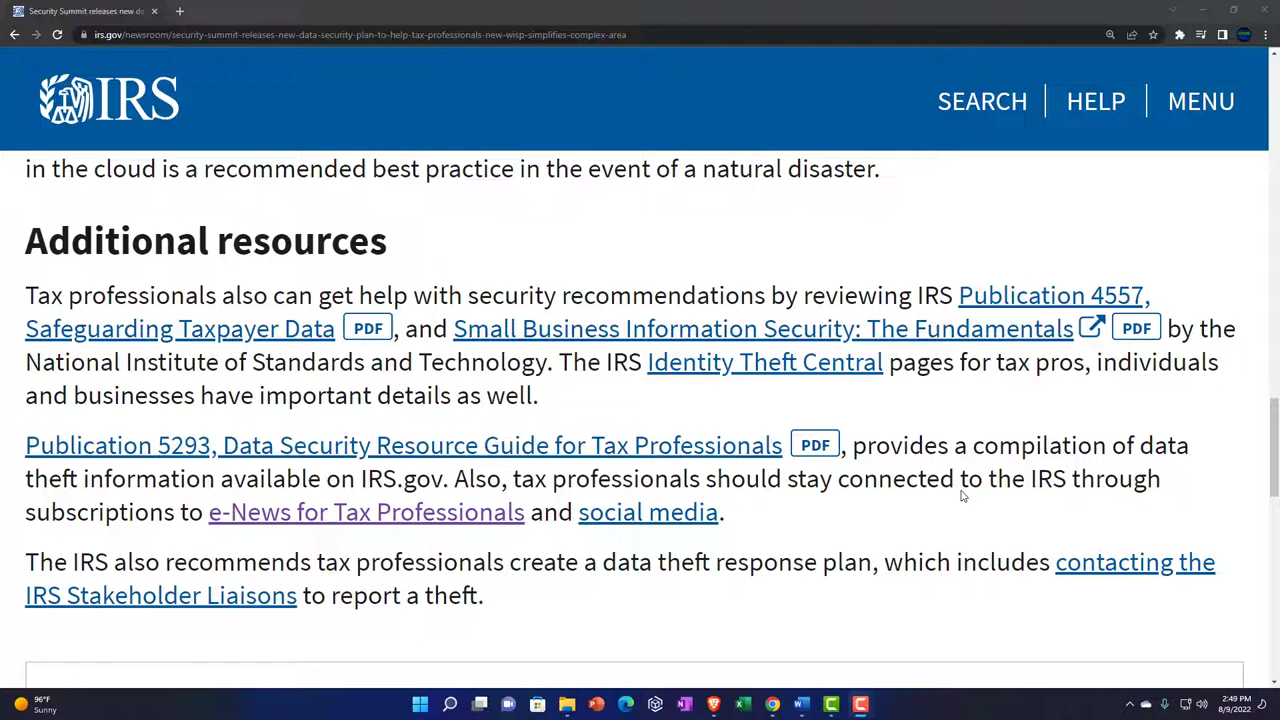 Security Summit releases new da
irs.gov/newsroom/security-summit-releases-new-data-security-plan-to-help-tax-professionals-new-wisp-simplifies-complex-area
IRS
SEARCH HELP MENU
in the cloud is a recommended best practice in the event of a natural disaster.
Additional resources
Tax professionals also can get help with security recommendations by reviewing IRS Publication 4557,
Safeguarding Taxpayer Data PDF, and Small Business Information Security: The Fundamentals PDF by the
National Institute of Standards and Technology. The IRS Identity Theft Central pages for tax pros, individuals
and businesses have important details as well.
Publication 5293, Data Security Resource Guide for Tax Professionals PDF, provides a compilation of data
theft information available on IRS.gov. Also, tax professionals should stay connected to the IRS through
subscriptions to e-News for Tax Professionals and social media.
The IRS also recommends tax professionals create a data theft response plan, which includes contacting the
IRS Stakeholder Liaisons to report a theft.
96°F
Sunny
2:49 PM
8/9/2022